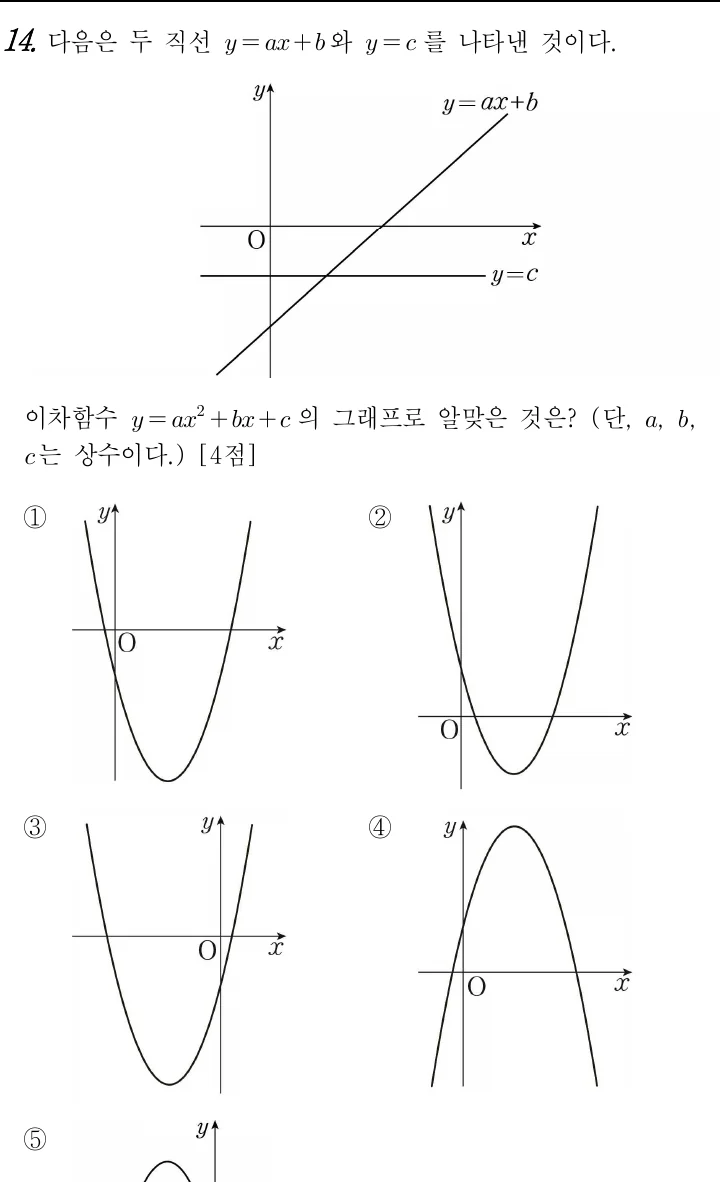 14. 다음은 두 직선 y=ax+b와 y=c를 나타낸 것이다.
y
y=ax+b
O
x
y=c
이차함수 y=ax²+bx+c의 그래프로 알맞은 것은? (단, a, b,
c는 상수이다.) [4점]
① y
O
x
② y
O
x
③ y
O
x
④ y
O
x
⑤ y